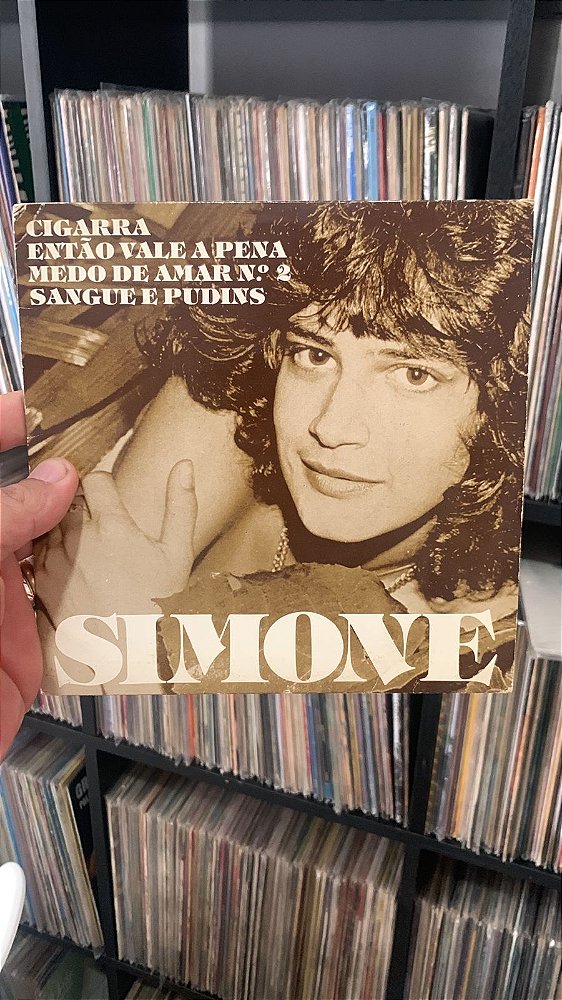 CIGARRA
ENTÃO VALE A PENA
MEDO DE AMAR Nº 2
SANGUE E PUDINS
SIMONE